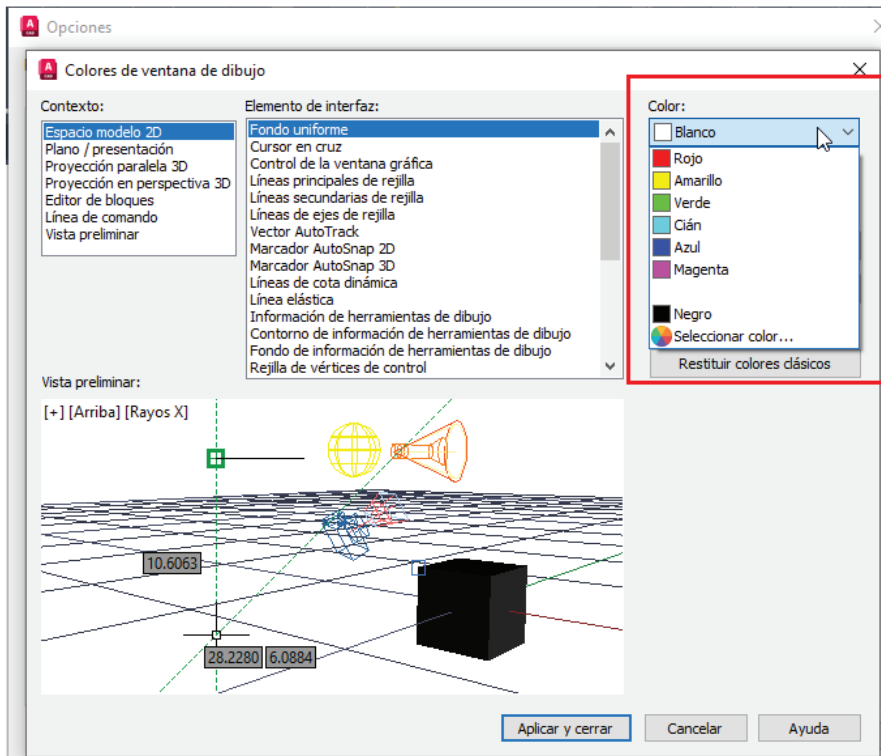 Opciones
Colores de ventana de dibujo
Contexto:
Espacio modelo 2D
Plano / presentación
Proyección paralela 3D
Proyección en perspectiva 3D
Editor de bloques
Línea de comando
Vista preliminar
Elemento de interfaz:
Fondo uniforme
Cursor en cruz
Control de la ventana gráfica
Líneas principales de rejilla
Líneas secundarias de rejilla
Líneas de ejes de rejilla
Vector AutoTrack
Marcador AutoSnap 2D
Marcador AutoSnap 3D
Líneas de cota dinámica
Línea elástica
Información de herramientas de dibujo
Contorno de información de herramientas de dibujo
Fondo de información de herramientas de dibujo
Rejilla de vértices de control
Color:
Blanco
Rojo
Amarillo
Verde
Cián
Azul
Magenta
Negro
Seleccionar color...
Restituir colores clásicos
Vista preliminar:
[+] [Arriba] [Rayos X]
10.6063
28.2280 6.0884
Aplicar y cerrar
Cancelar
Ayuda